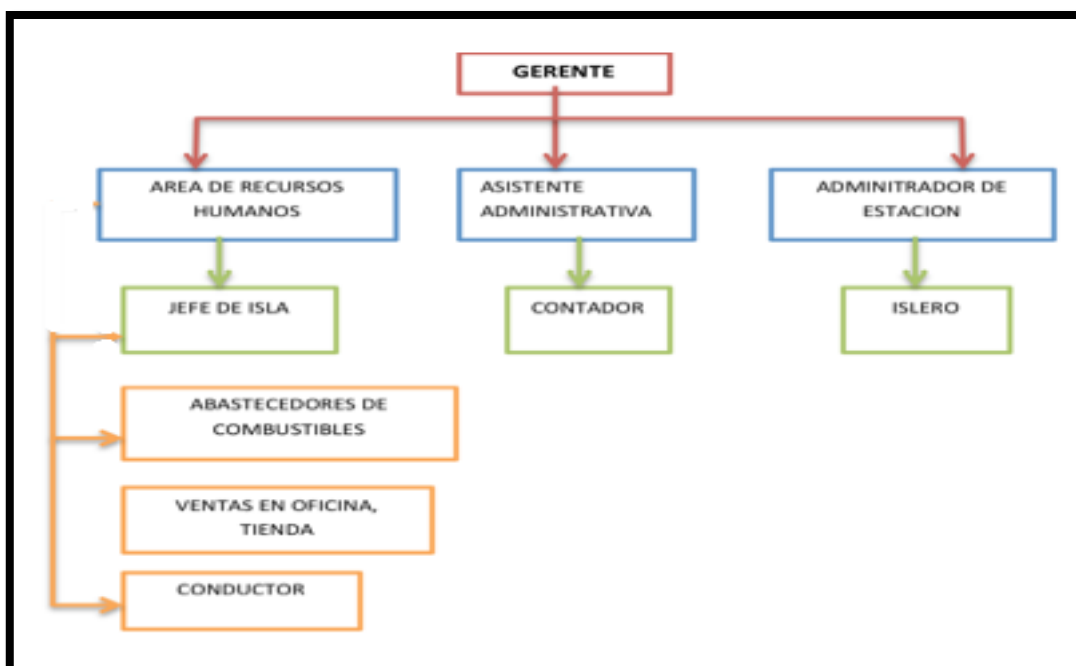 GERENTE
AREA DE RECURSOS
HUMANOS
ASISTENTE
ADMINISTRATIVA
ADMINITRADOR DE
ESTACION
JEFE DE ISLA
CONTADOR
ISLERO
ABASTECEDORES DE
COMBUSTIBLES
VENTAS EN OFICINA,
TIENDA
CONDUCTOR